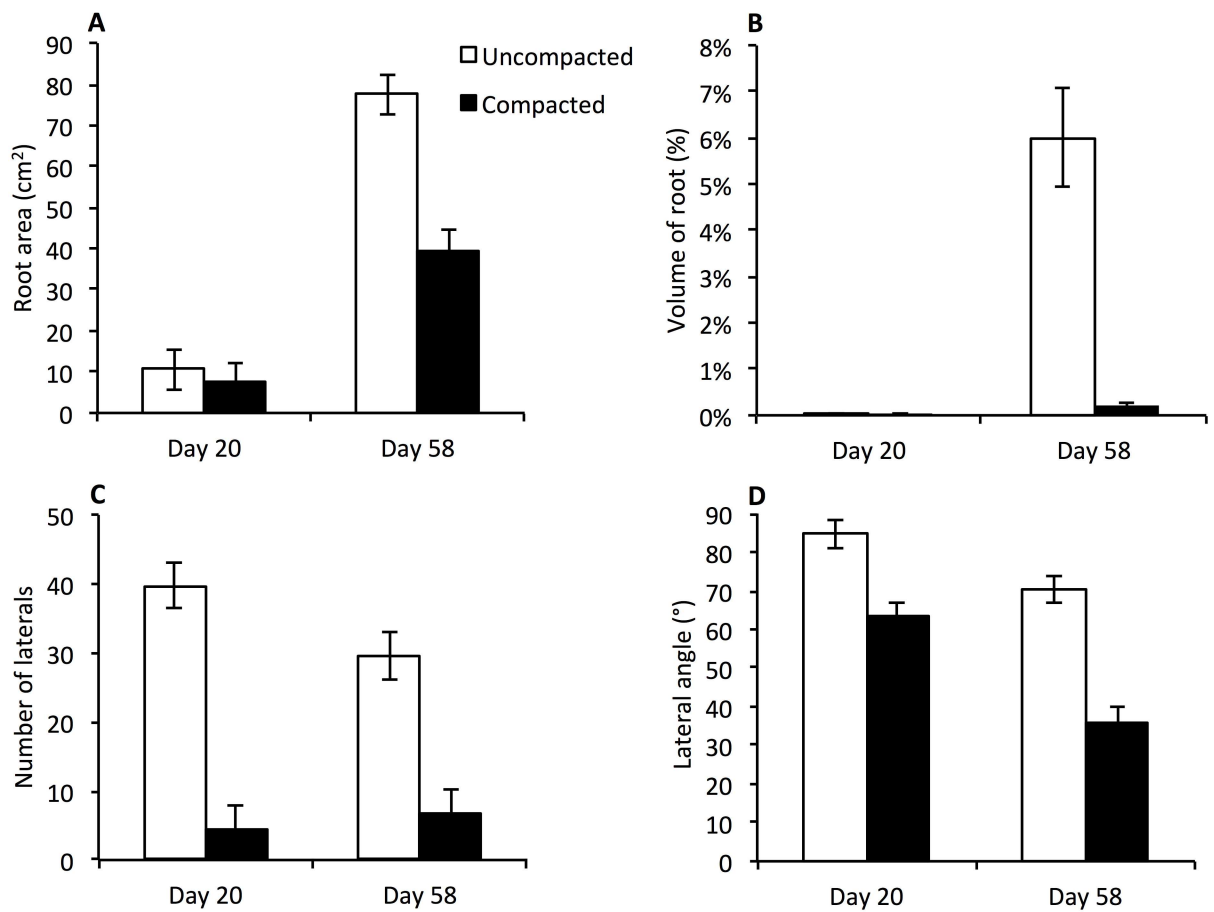 A
Root area (cm²)
90
80
70
60
50
40
30
20
10
0
Day 20
Day 58
Uncompacted
Compacted
B
Volume of root (%)
8%
7%
6%
5%
4%
3%
2%
1%
0%
Day 20
Day 58
C
Number of laterals
50
40
30
20
10
0
Day 20
Day 58
D
Lateral angle (°)
90
80
70
60
50
40
30
20
10
0
Day 20
Day 58